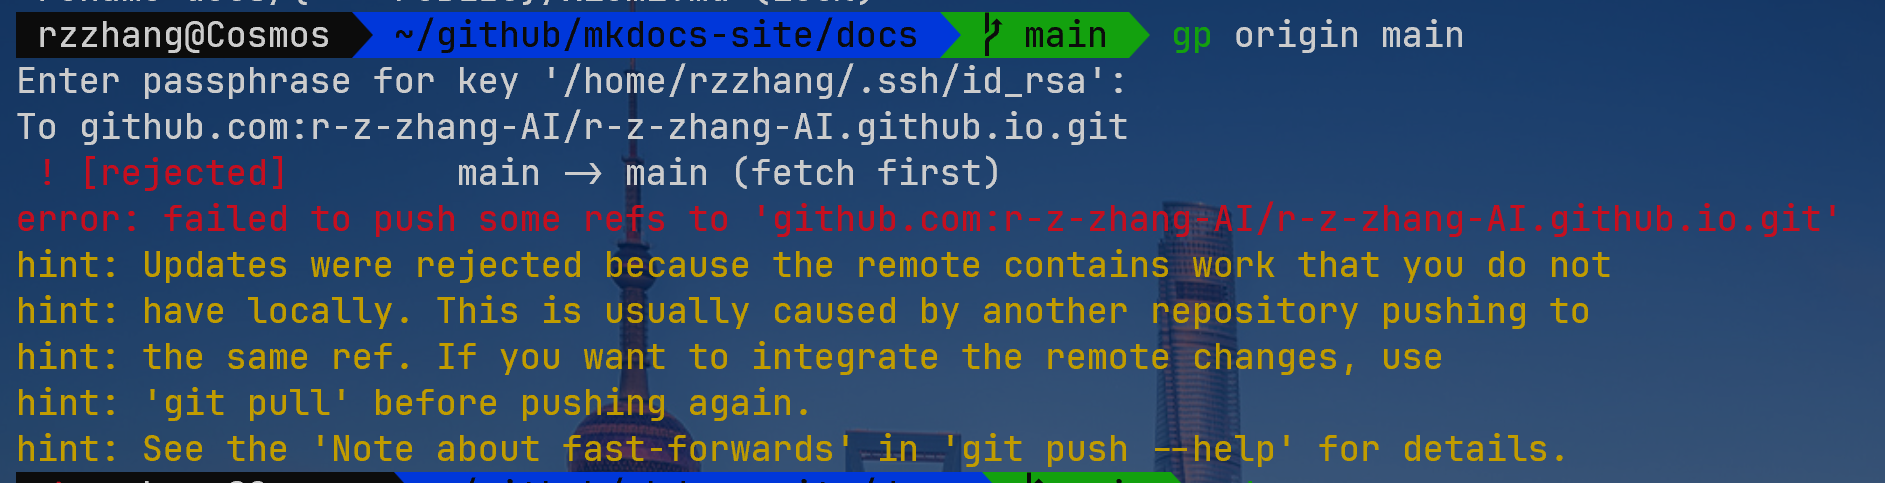 rzzhang@Cosmos ~/github/mkdocs-site/docs main gp origin main
Enter passphrase for key '/home/rzzhang/.ssh/id_rsa':
To github.com:r-z-zhang-AI/r-z-zhang-AI.github.io.git
! [rejected] main -> main (fetch first)
error: failed to push some refs to 'github.com:r-z-zhang-AI/r-z-zhang-AI.github.io.git'
hint: Updates were rejected because the remote contains work that you do not
hint: have locally. This is usually caused by another repository pushing to
hint: the same ref. If you want to integrate the remote changes, use
hint: 'git pull' before pushing again.
hint: See the 'Note about fast-forwards' in 'git push --help' for details.